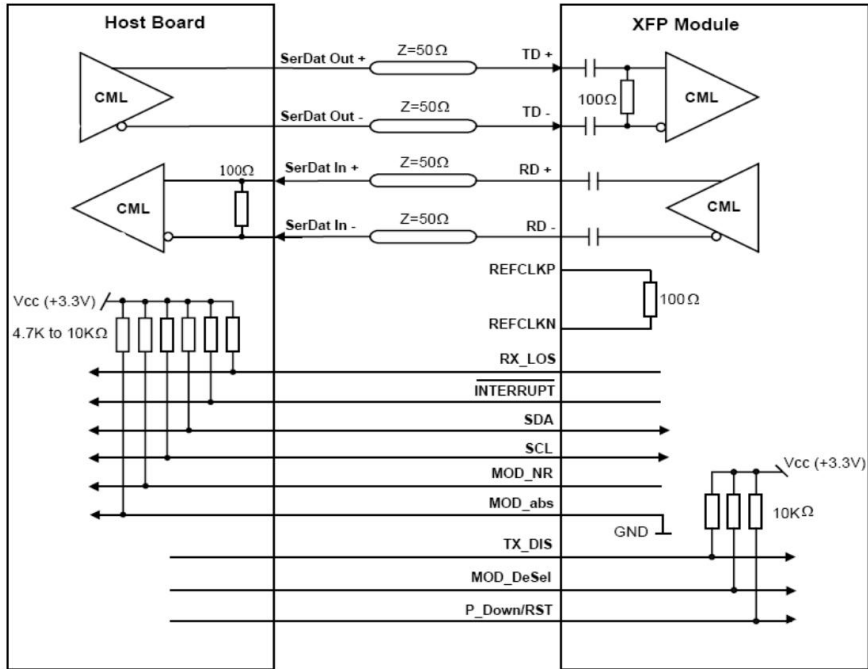 Host Board
XFP Module
SerDat Out +
Z=50Ω
TD +
CML
100Ω
CML
SerDat Out -
Z=50Ω
TD -
SerDat In +
Z=50Ω
RD +
100Ω
CML
CML
SerDat In -
Z=50Ω
RD -
REFCLKP
100Ω
REFCLKN
Vcc (+3.3V)
4.7K to 10KΩ
RX_LOS
INTERRUPT
SDA
SCL
MOD_NR
Vcc (+3.3V)
MOD_abs
10KΩ
GND
TX_DIS
MOD_DeSel
P_Down/RST